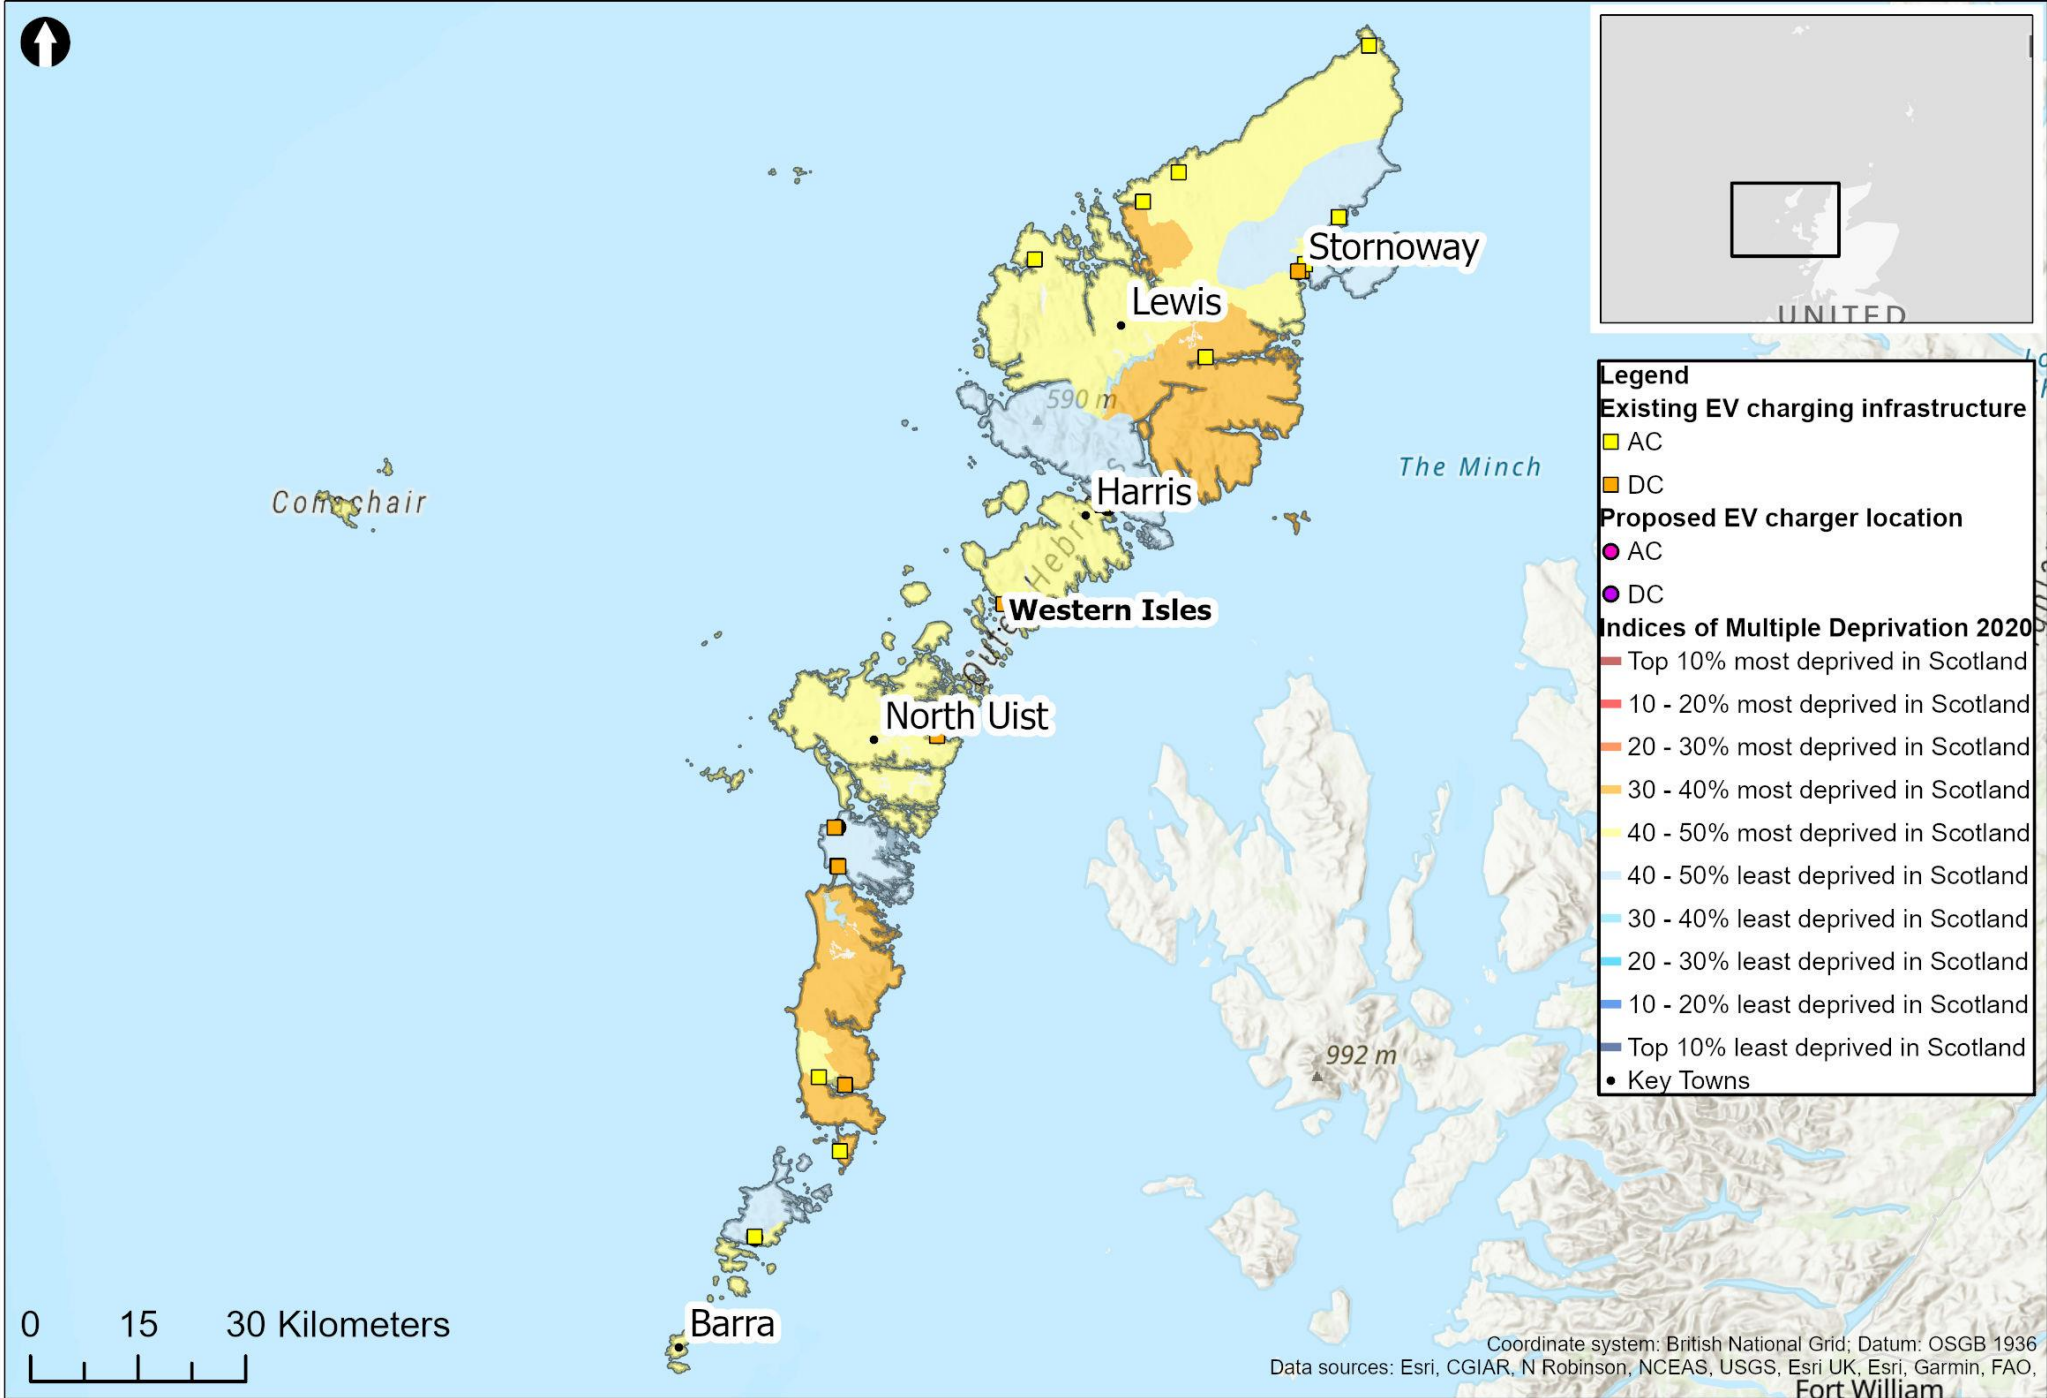 Stornoway
Lewis
590 m
The Minch
Harris
Western Isles
North Uist
992 m
Barra
0 15 30 Kilometers
UNITED
Legend
Existing EV charging infrastructure
AC
DC
Proposed EV charger location
AC
DC
Indices of Multiple Deprivation 2020
Top 10% most deprived in Scotland
10 - 20% most deprived in Scotland
20 - 30% most deprived in Scotland
30 - 40% most deprived in Scotland
40 - 50% most deprived in Scotland
40 - 50% least deprived in Scotland
30 - 40% least deprived in Scotland
20 - 30% least deprived in Scotland
10 - 20% least deprived in Scotland
Top 10% least deprived in Scotland
Key Towns
Coordinate system: British National Grid; Datum: OSGB 1936
Data sources: Esri, CGIAR, N Robinson, NCEAS, USGS, Esri UK, Esri, Garmin, FAO,
Fort William